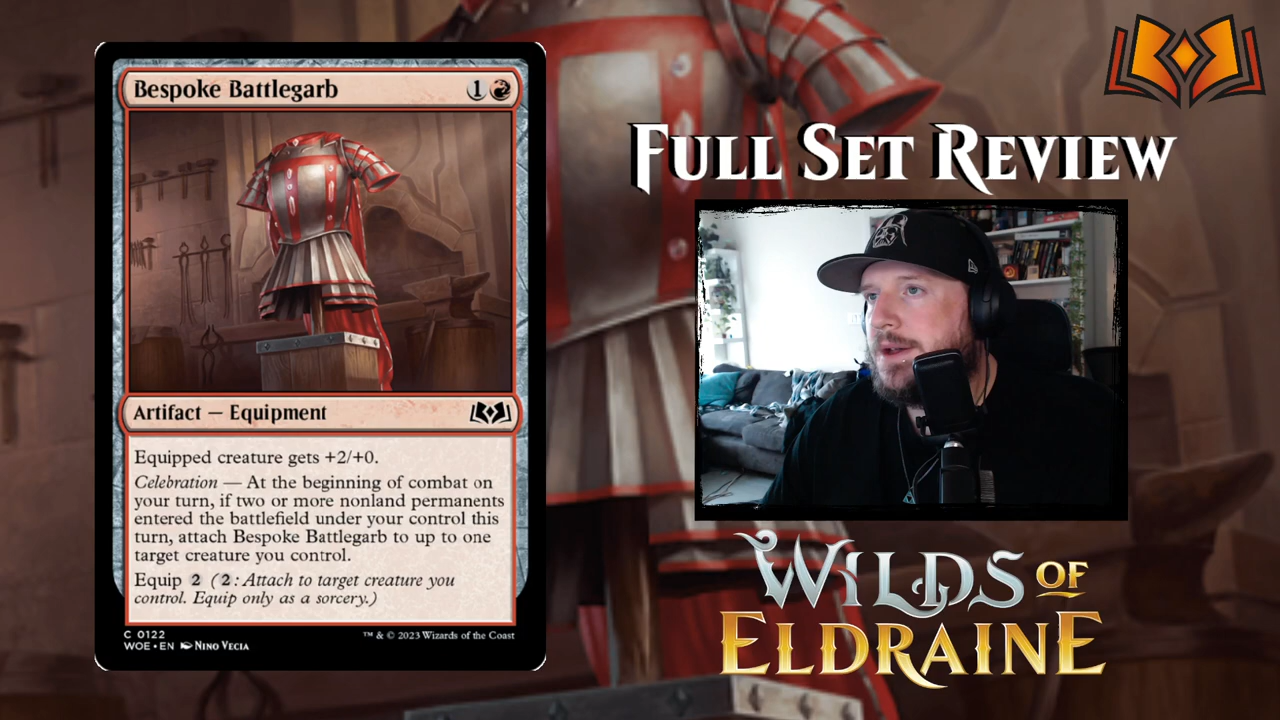 Bespoke Battlegarb 1
Artifact — Equipment
Equipped creature gets +2/+0.
Celebration — At the beginning of combat on
your turn, if two or more nonland permanents
entered the battlefield under your control this
turn, attach Bespoke Battlegarb to up to one
target creature you control.
Equip 2 (2: Attach to target creature you
control. Equip only as a sorcery.)
C 0122
WOE • EN Nino Vecia
™ & © 2023 Wizards of the Coast
Full Set Review
Wilds of
Eldraine